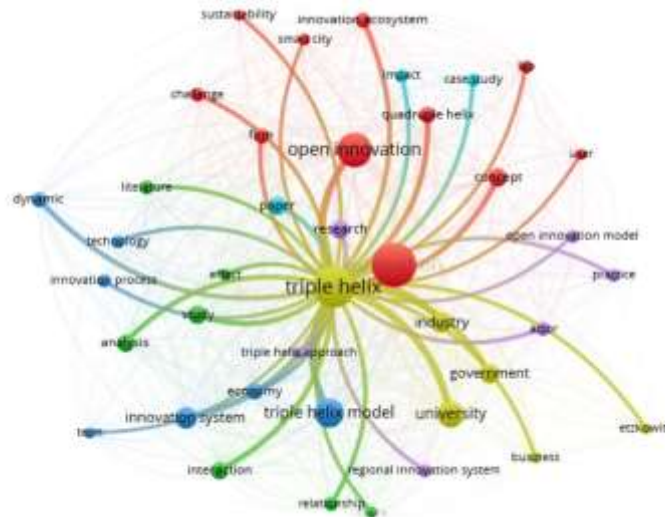 sustainability
innovation ecosystem
smart city
impact
case study
challenge
quadruple helix
firm
open innovation
user
concept
literature
dynamic
paper
research
technology
open innovation model
effect
innovation process
practice
triple helix
study
industry
actor
analysis
triple helix approach
government
economy
innovation system
triple helix model
university
etzkowitz
business
interaction
regional innovation system
relationship